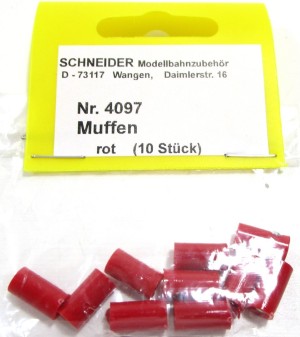 SCHNEIDER Modellbahnzubehör
D - 73117 Wangen, Daimlerstr. 16
Nr. 4097
Muffen
rot (10 Stück)